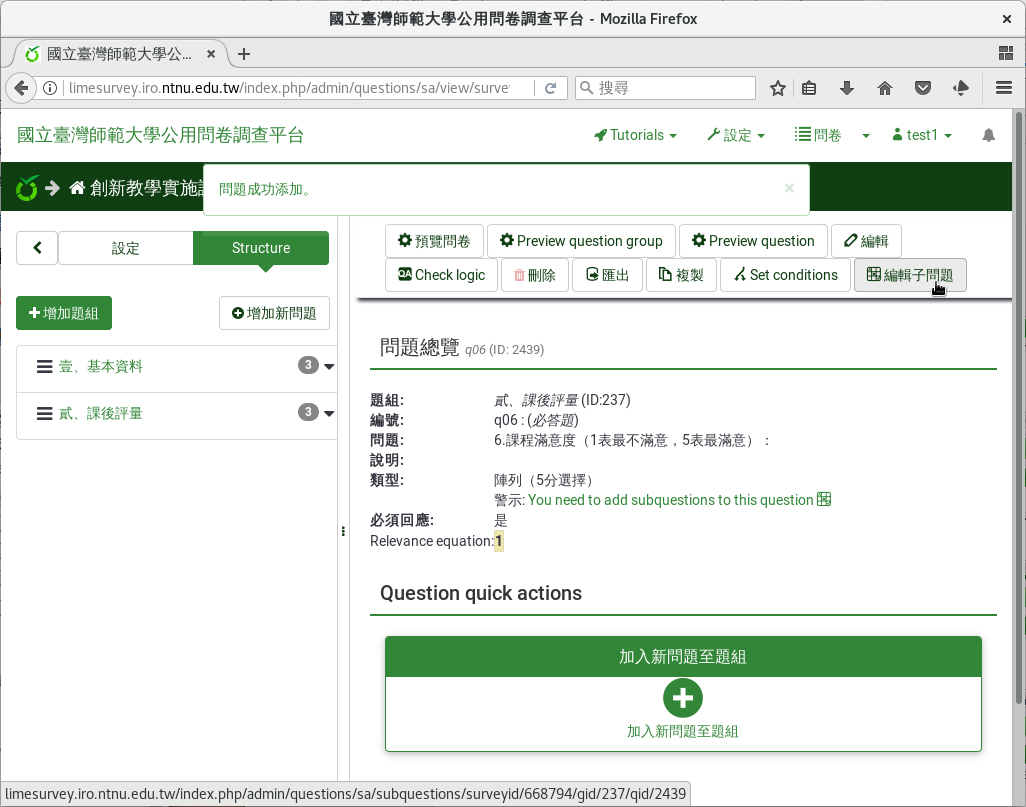 國立臺灣師範大學公用問卷調查平台 - Mozilla Firefox
國立臺灣師範大學公...
limesurvey.iro.ntnu.edu.tw/index.php/admin/questions/sa/view/surve
搜尋
國立臺灣師範大學公用問卷調查平台
Tutorials
設定
問卷
test1
創新教學實施
問題成功添加。
設定
Structure
預覽問卷
Preview question group
Preview question
編輯
Check logic
刪除
匯出
複製
Set conditions
編輯子問題
增加題組
增加新問題
壹、基本資料 3
貳、課後評量 3
問題總覽 q06 (ID: 2439)
題組: 貳、課後評量 (ID:237)
編號: q06 : (必答題)
問題: 6.課程滿意度（1表最不滿意，5表最滿意）：
說明:
類型: 陣列（5分選擇）
警示: You need to add subquestions to this question
必須回應: 是
Relevance equation: 1
Question quick actions
加入新問題至題組
加入新問題至題組
limesurvey.iro.ntnu.edu.tw/index.php/admin/questions/sa/subquestions/surveyid/668794/gid/237/qid/2439